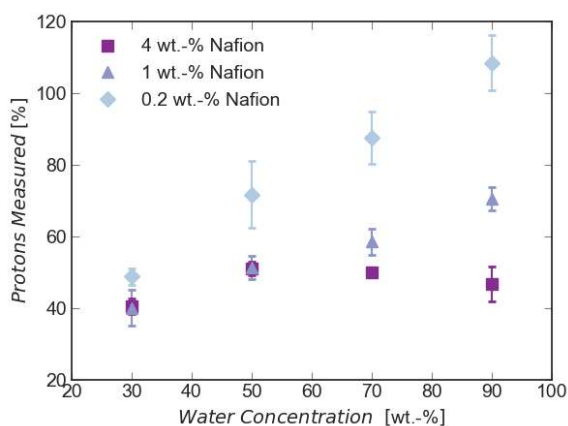 120
100
80
60
40
20
4 wt.-% Nafion
1 wt.-% Nafion
0.2 wt.-% Nafion
Protons Measured [%]
20 30 40 50 60 70 80 90 100
Water Concentration [wt.-%]